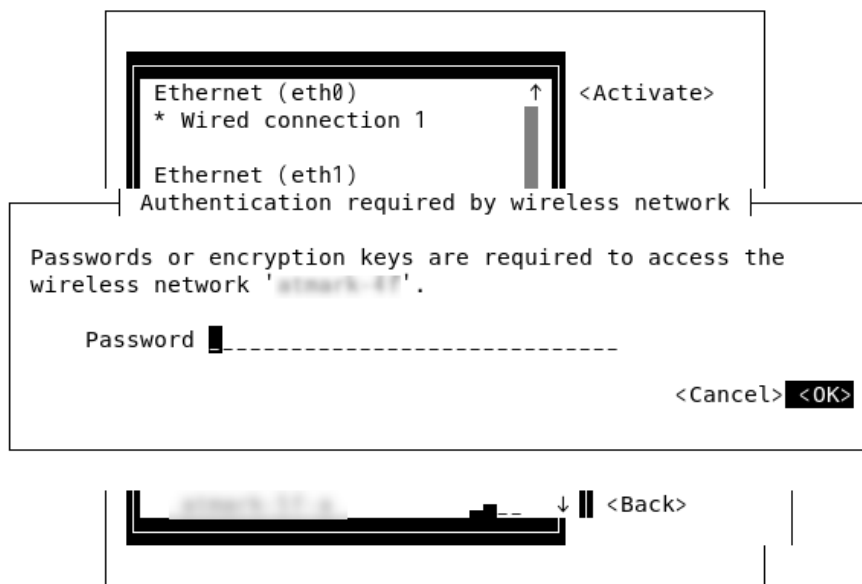 Ethernet (eth0) ↑ <Activate>
* Wired connection 1
Ethernet (eth1)
Authentication required by wireless network
Passwords or encryption keys are required to access the
wireless network ' '.
Password
<Cancel> <OK>
↓ <Back>